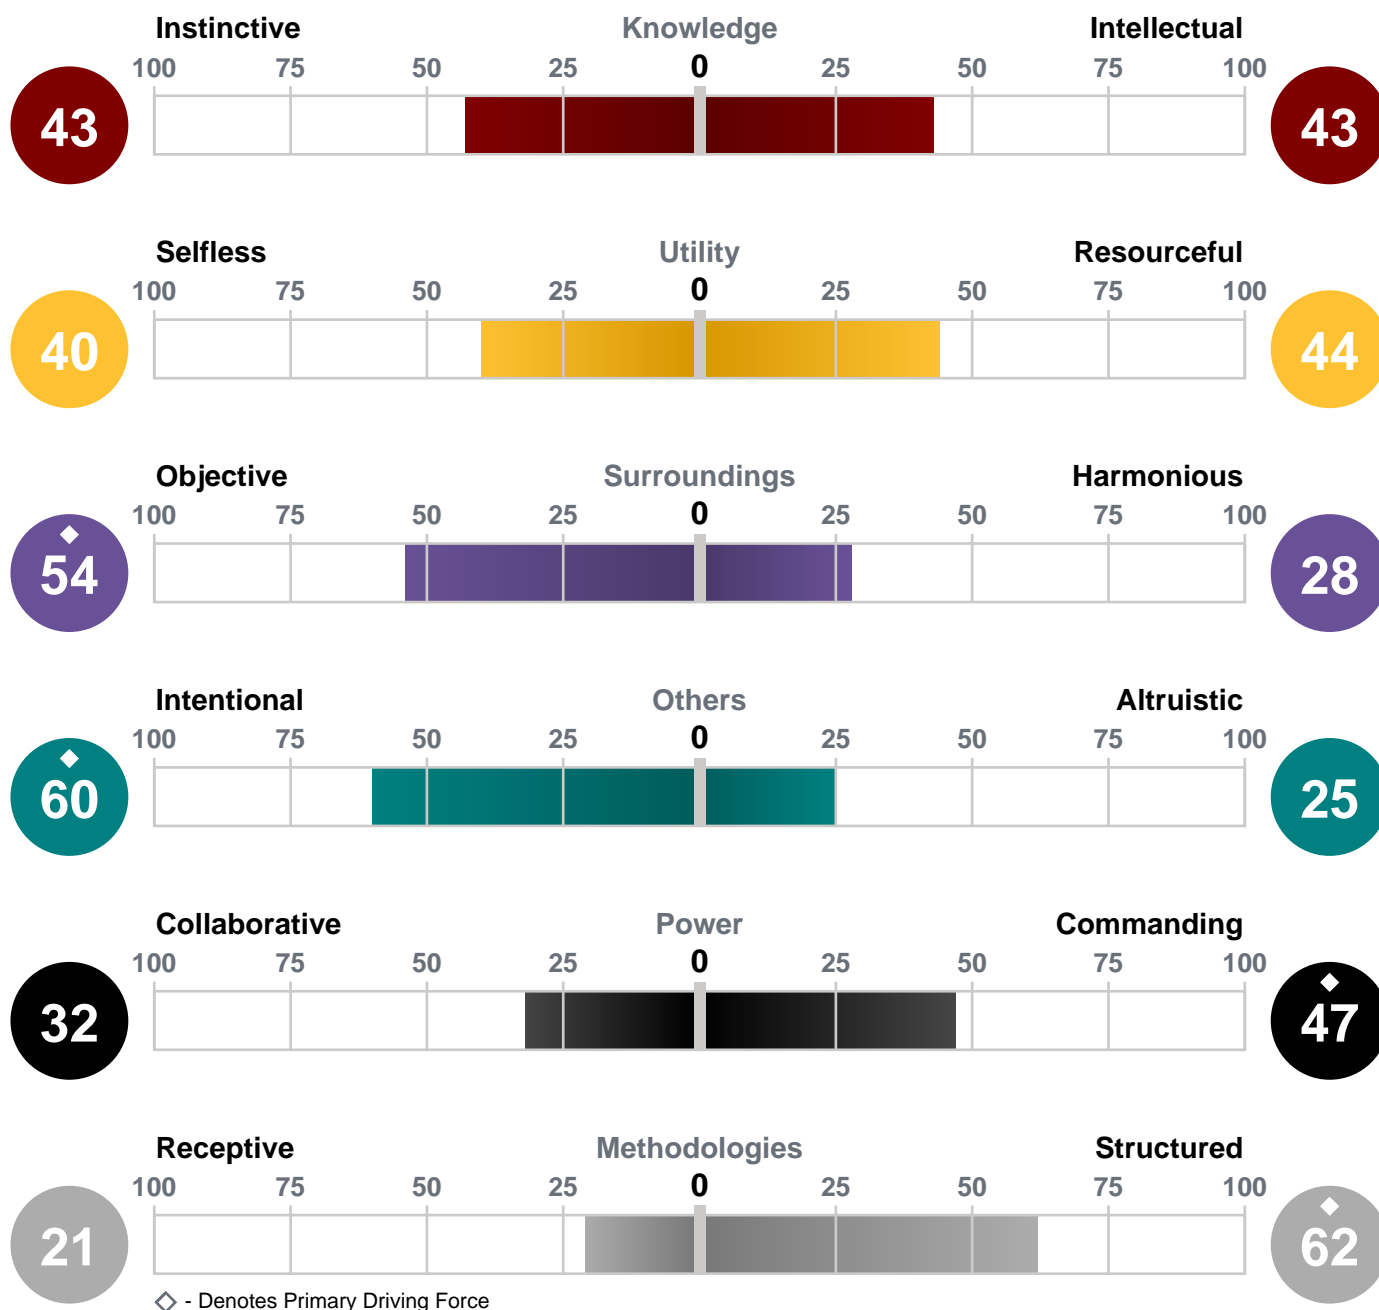 Instinctive Knowledge Intellectual
100 75 50 25 0 25 50 75 100
43 43
Selfless Utility Resourceful
100 75 50 25 0 25 50 75 100
40 44
Objective Surroundings Harmonious
100 75 50 25 0 25 50 75 100
54 28
Intentional Others Altruistic
100 75 50 25 0 25 50 75 100
60 25
Collaborative Power Commanding
100 75 50 25 0 25 50 75 100
32 47
Receptive Methodologies Structured
100 75 50 25 0 25 50 75 100
21 62
- Denotes Primary Driving Force